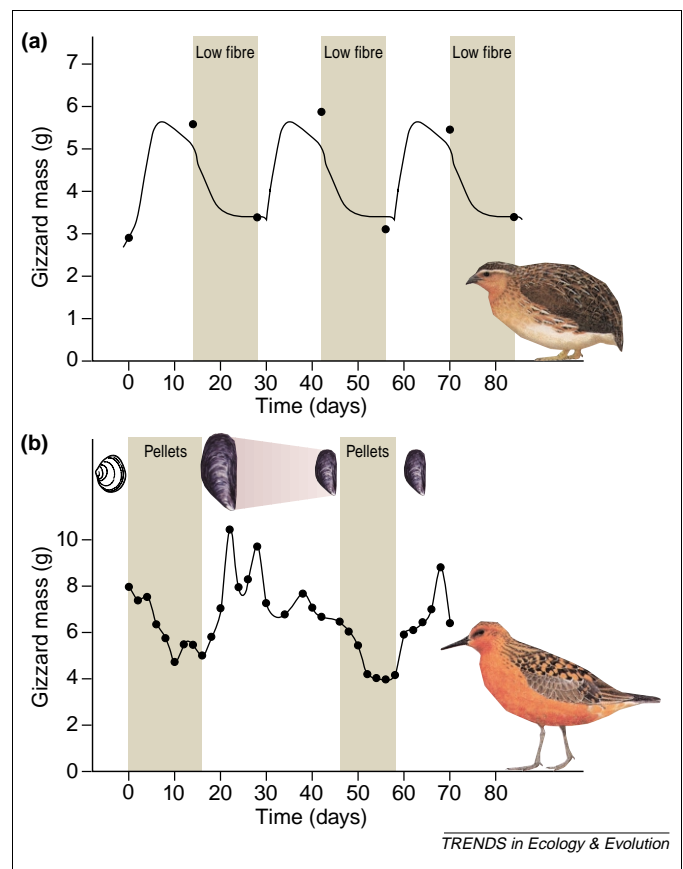 (a)
Low fibre Low fibre Low fibre
7
6
5
4
3
2
1
0
Gizzard mass (g)
0 10 20 30 40 50 60 70 80
Time (days)
(b)
Pellets Pellets
10
8
6
4
2
0
Gizzard mass (g)
0 10 20 30 40 50 60 70 80
Time (days)
TRENDS in Ecology & Evolution